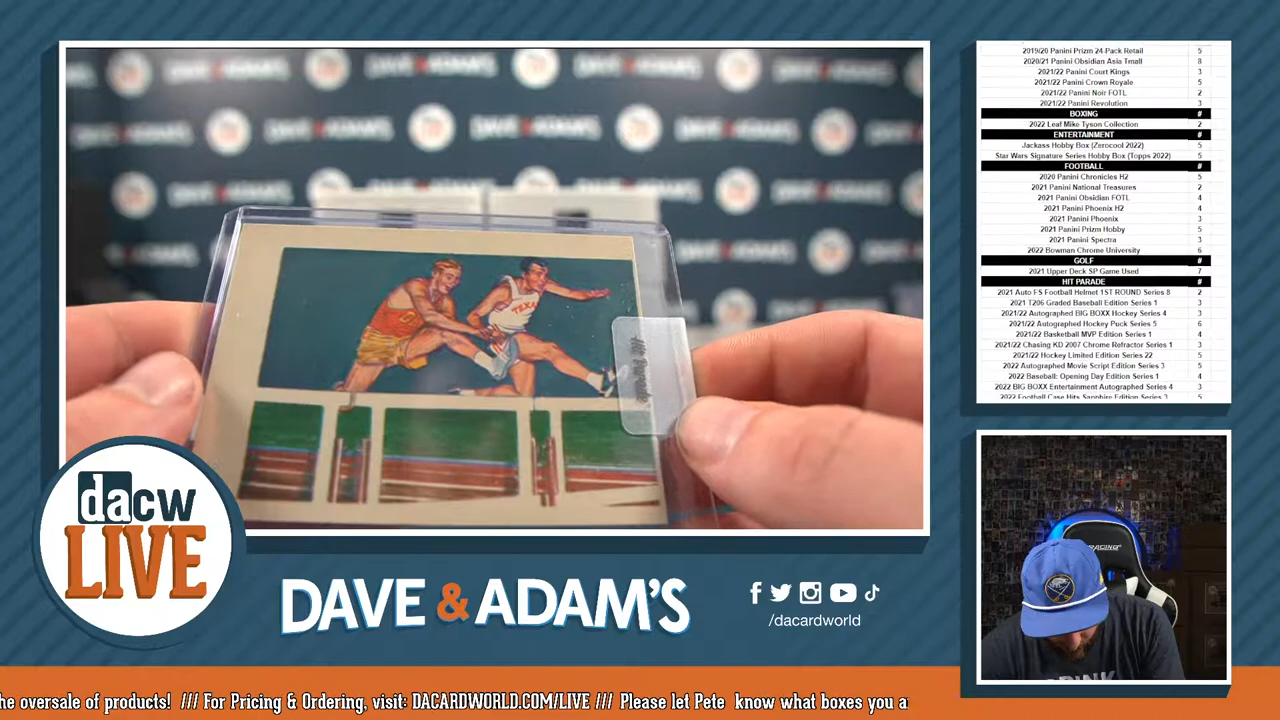 DAVE & ADAM'S
TEXAS
2019/20 Panini Prizm 24-Pack Retail 5
2020/21 Panini Obsidian Asia Tmall 8
2021/22 Panini Court Kings 3
2021/22 Panini Crown Royale 5
2021/22 Panini Noir FOTL 2
2021/22 Panini Revolution 3
BOXING #
2022 Leaf Mike Tyson Collection 2
ENTERTAINMENT #
Jackass Hobby Box (Zerocool 2022) 5
Star Wars Signature Series Hobby Box (Topps 2022) 5
FOOTBALL #
2020 Panini Chronicles H2 5
2021 Panini National Treasures 2
2021 Panini Obsidian FOTL 4
2021 Panini Phoenix H2 4
2021 Panini Phoenix 3
2021 Panini Prizm Hobby 5
2021 Panini Spectra 3
2022 Bowman Chrome University 6
GOLF #
2021 Upper Deck SP Game Used 7
HIT PARADE #
2021 Auto FS Football Helmet 1ST ROUND Series 8 2
2021 T206 Graded Baseball Edition Series 1 3
2021/22 Autographed BIG BOXX Hockey Series 4 3
2021/22 Autographed Hockey Puck Series 5 6
2021/22 Basketball MVP Edition Series 1 4
2021/22 Chasing KD 2007 Chrome Refractor Series 1 3
2021/22 Hockey Limited Edition Series 22 5
2022 Autographed Movie Script Edition Series 3 5
2022 Baseball: Opening Day Edition Series 1 4
2022 BIG BOXX Entertainment Autographed Series 4 3
2022 Football Case Hits Sapphire Edition Series 3 5
dacw
LIVE
DAVE & ADAM'S
/dacardworld
RACING
he oversale of products! /// For Pricing & Ordering, visit: DACARDWORLD.COM/LIVE /// Please let Pete know what boxes you a